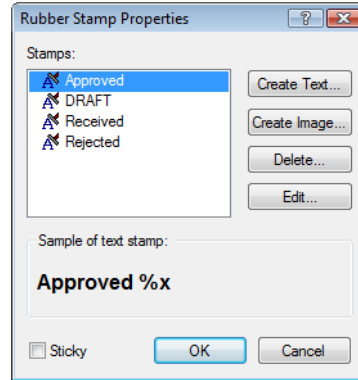 Rubber Stamp Properties
Stamps:
Approved
DRAFT
Received
Rejected
Create Text...
Create Image...
Delete...
Edit...
Sample of text stamp:
Approved %x
Sticky
OK
Cancel